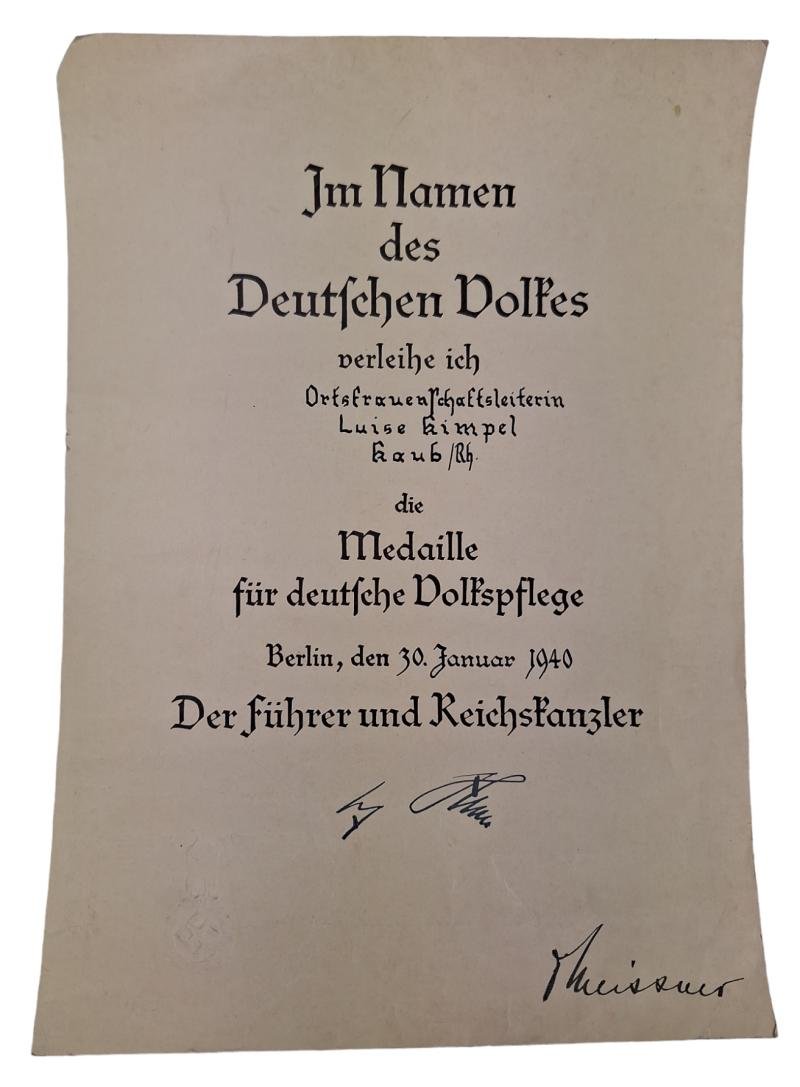 Im Namen
des
Deutschen Volkes
verleihe ich
Ortsfrauenschaftsleiterin
Luise Kimpel
Kaub/Rh.
die
Medaille
für deutsche Volkspflege
Berlin, den 30. Januar 1940
Der Führer und Reichskanzler
Meissner